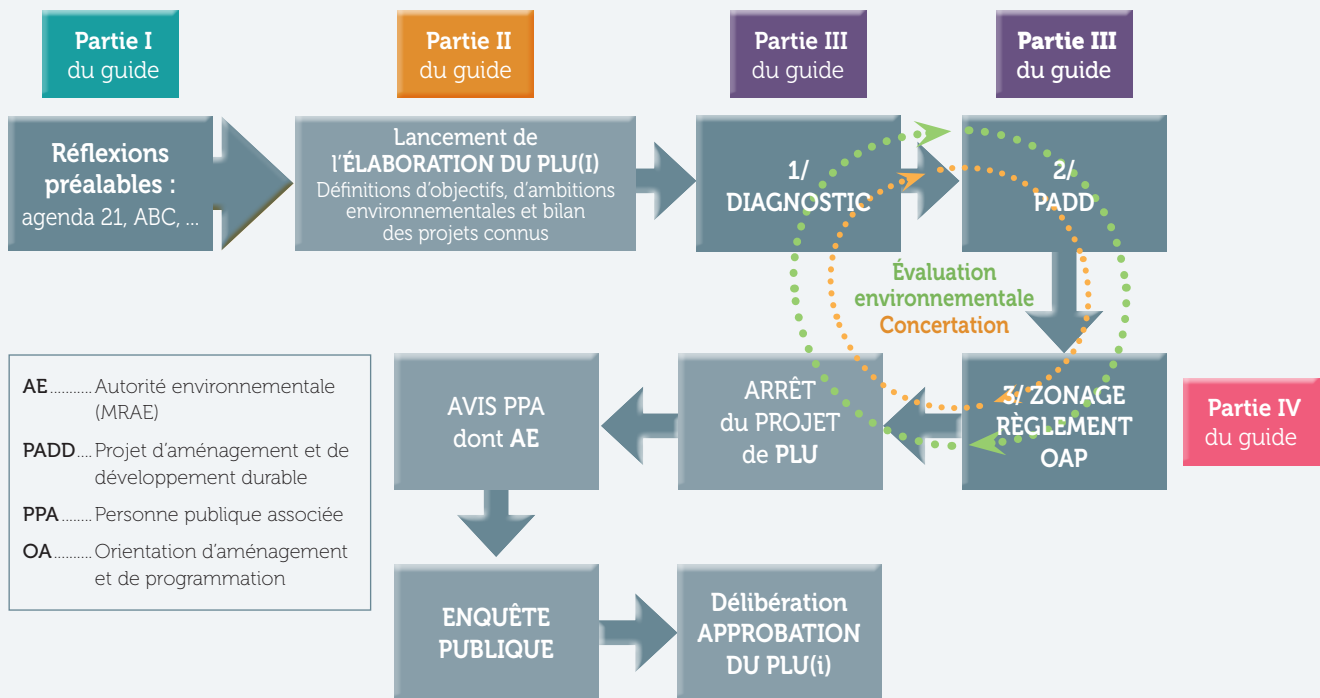 Partie I
du guide
Partie II
du guide
Partie III
du guide
Partie III
du guide
Réflexions
préalables :
agenda 21, ABC, ...
Lancement de
l'ÉLABORATION DU PLU(I)
Définitions d'objectifs, d'ambitions
environnementales et bilan
des projets connus
1/
DIAGNOSTIC
2/
PADD
Évaluation
environnementale
Concertation
AE...........Autorité environnementale
(MRAE)
PADD....Projet d'aménagement et de
développement durable
PPA........Personne publique associée
OA..........Orientation d'aménagement
et de programmation
AVIS PPA
dont AE
ARRÊT
du PROJET
de PLU
3/ ZONAGE
RÈGLEMENT
OAP
Partie IV
du guide
ENQUÊTE
PUBLIQUE
Délibération
APPROBATION
DU PLU(i)